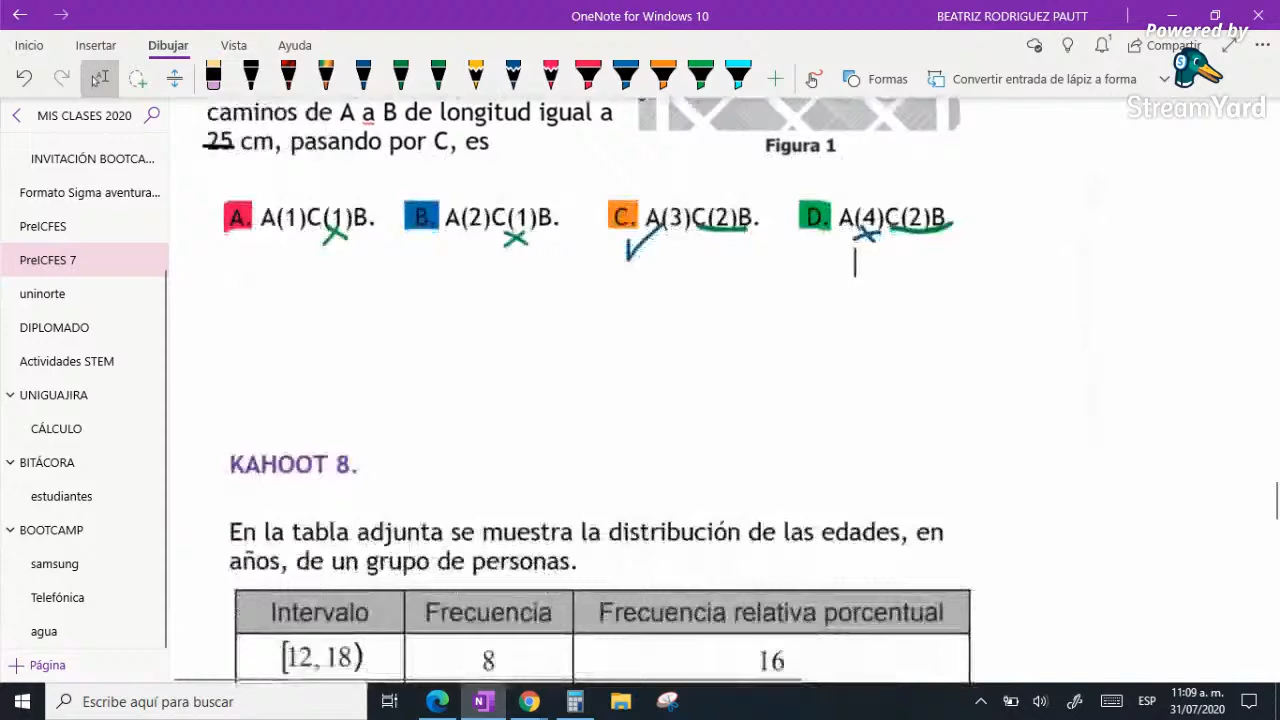 OneNote for Windows 10
BEATRIZ RODRIGUEZ PAUTT
Powered by
StreamYard
Inicio
Insertar
Dibujar
Vista
Ayuda
Compartir
Formas
Convertir entrada de lápiz a forma
MIS CLASES 2020
INVITACIÓN BOOTCA...
Formato Sigma aventura...
PreICFES
PreICFES 7
uninorte
DIPLOMADO
Actividades STEM
UNIGUAJIRA
CÁLCULO
BITÁCORA
estudiantes
BOOTCAMP
samsung
Telefónica
agua
Página
caminos de A a B de longitud igual a
25 cm, pasando por C, es
Figura 1
A. A(1)C(1)B. B. A(2)C(1)B. C. A(3)C(2)B. D. A(4)C(2)B.
KAHOOT 8.
En la tabla adjunta se muestra la distribución de las edades, en
años, de un grupo de personas.
Intervalo Frecuencia Frecuencia relativa porcentual
[12, 18) 8 16
Escribe aquí para buscar
ESP
11:09 a. m.
31/07/2020